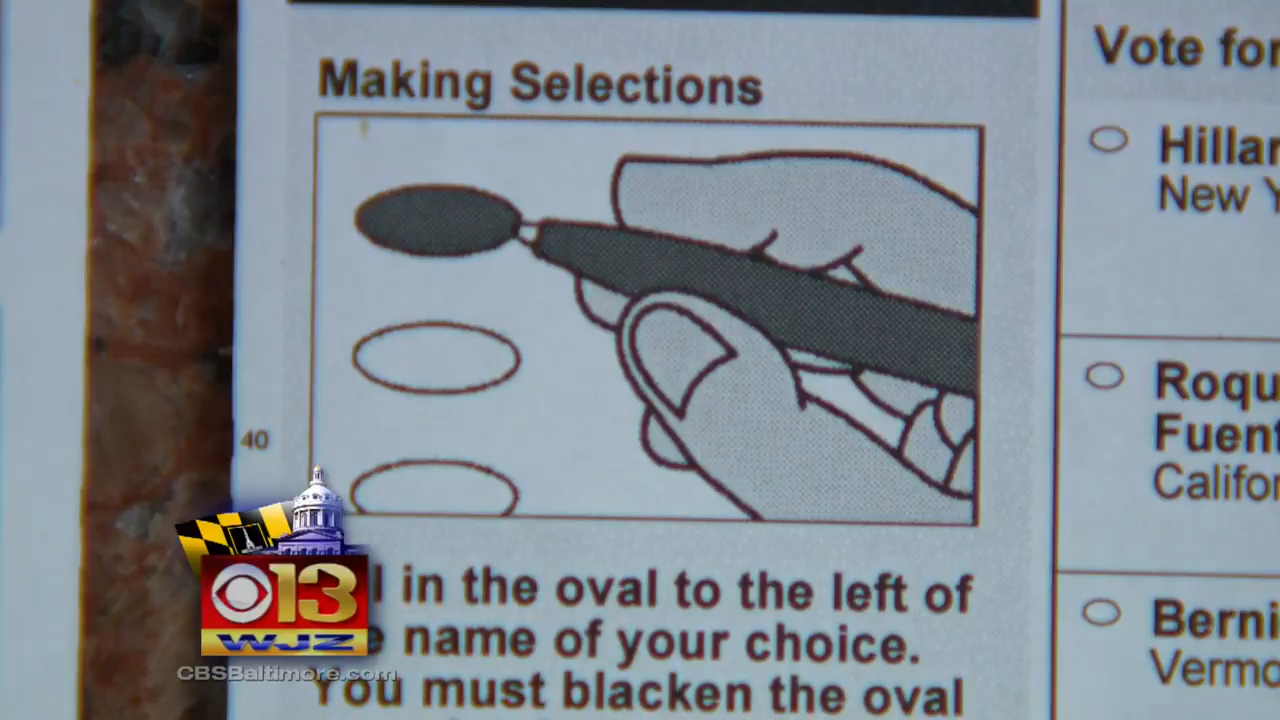 Making Selections
40
in the oval to the left of
name of your choice.
You must blacken the oval
Vote for
Hillar
New Y
Roqu
Fuent
Califor
Berni
Vermo
13
WJZ
CBSBaltimore.com